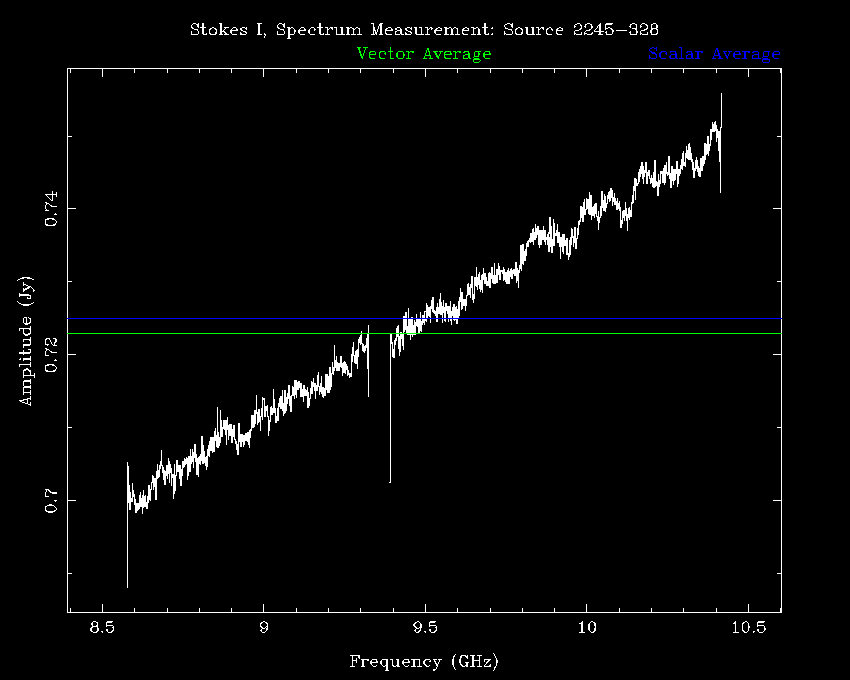 Stokes I, Spectrum Measurement: Source 2245-328
Vector Average Scalar Average
0.74
0.72
0.7
Amplitude (Jy)
8.5 9 9.5 10 10.5
Frequency (GHz)